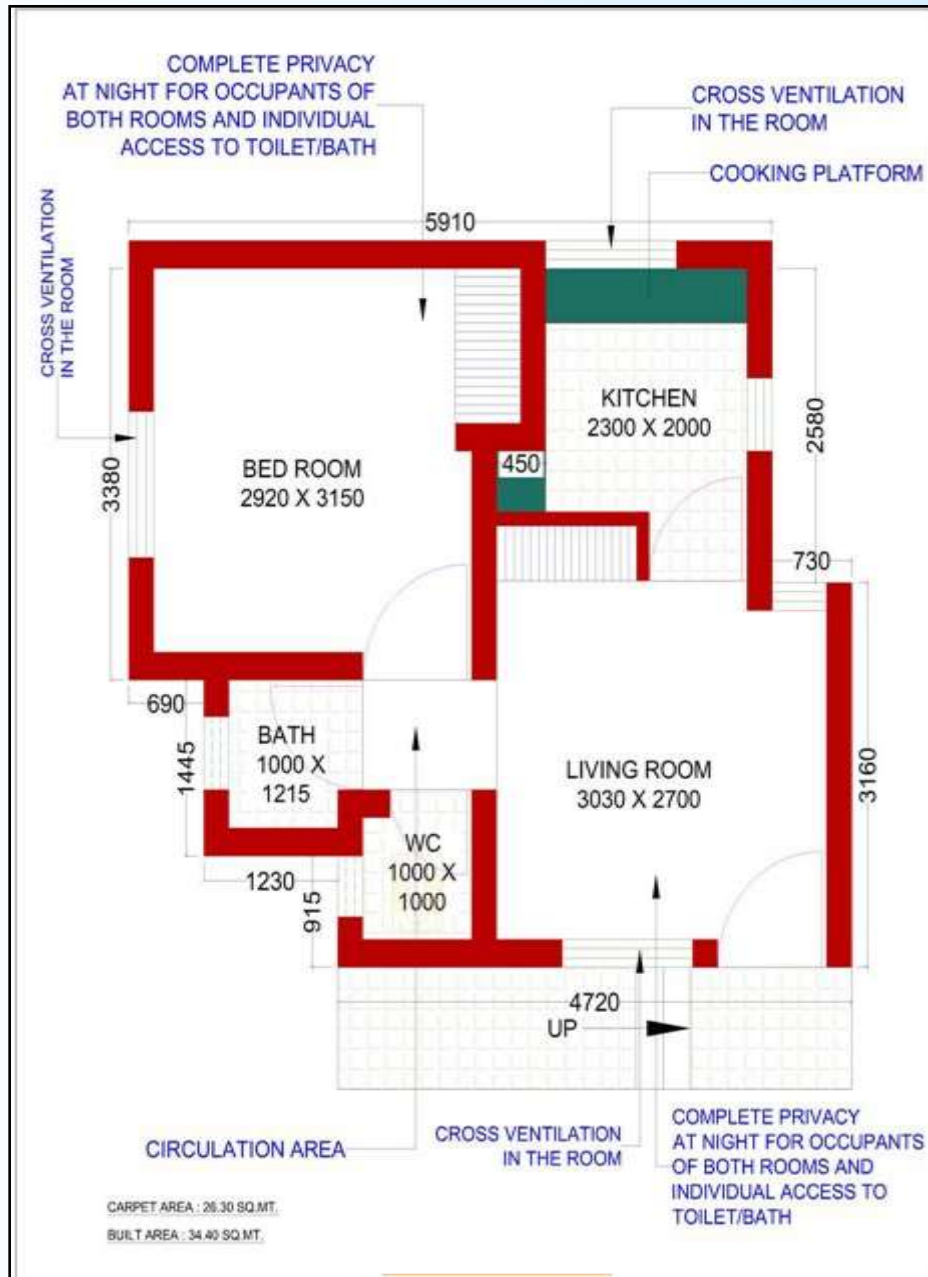 COMPLETE PRIVACY
AT NIGHT FOR OCCUPANTS OF
BOTH ROOMS AND INDIVIDUAL
ACCESS TO TOILET/BATH
CROSS VENTILATION
IN THE ROOM
COOKING PLATFORM
5910
CROSS VENTILATION
IN THE ROOM
KITCHEN
2300 X 2000
2580
450
BED ROOM
2920 X 3150
3380
730
690
BATH
1000 X
1215
1445
LIVING ROOM
3030 X 2700
3160
WC
1000 X
1000
1230
915
4720
UP
CIRCULATION AREA
CROSS VENTILATION
IN THE ROOM
COMPLETE PRIVACY
AT NIGHT FOR OCCUPANTS
OF BOTH ROOMS AND
INDIVIDUAL ACCESS TO
TOILET/BATH
CARPET AREA : 26.30 SQ.MT.
BUILT AREA : 34.40 SQ.MT.